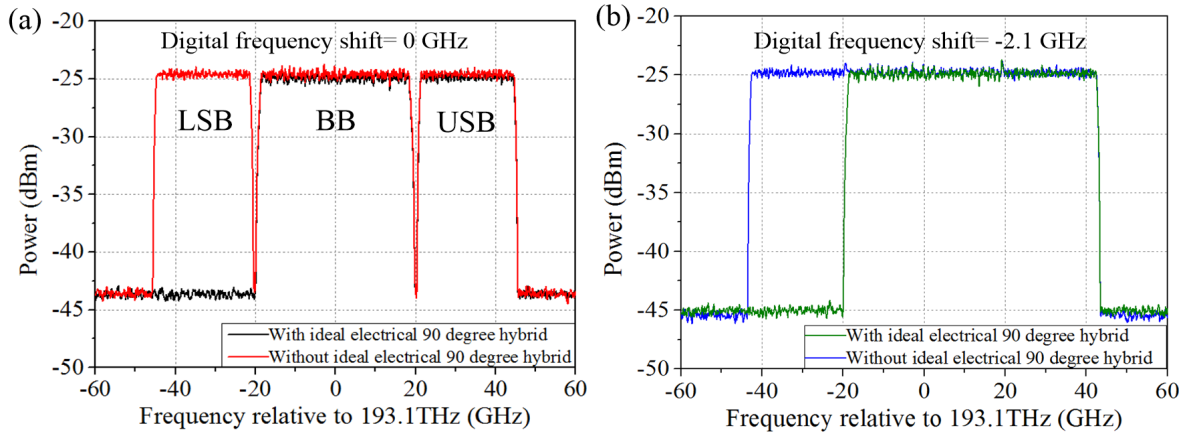 (a)
Digital frequency shift= 0 GHz
LSB
BB
USB
With ideal electrical 90 degree hybrid
Without ideal electrical 90 degree hybrid
-20
-25
-30
-35
-40
-45
-50
Power (dBm)
-60 -40 -20 0 20 40 60
Frequency relative to 193.1THz (GHz)
(b)
Digital frequency shift= -2.1 GHz
With ideal electrical 90 degree hybrid
Without ideal electrical 90 degree hybrid
-20
-25
-30
-35
-40
-45
-50
Power (dBm)
-60 -40 -20 0 20 40 60
Frequency relative to 193.1THz (GHz)